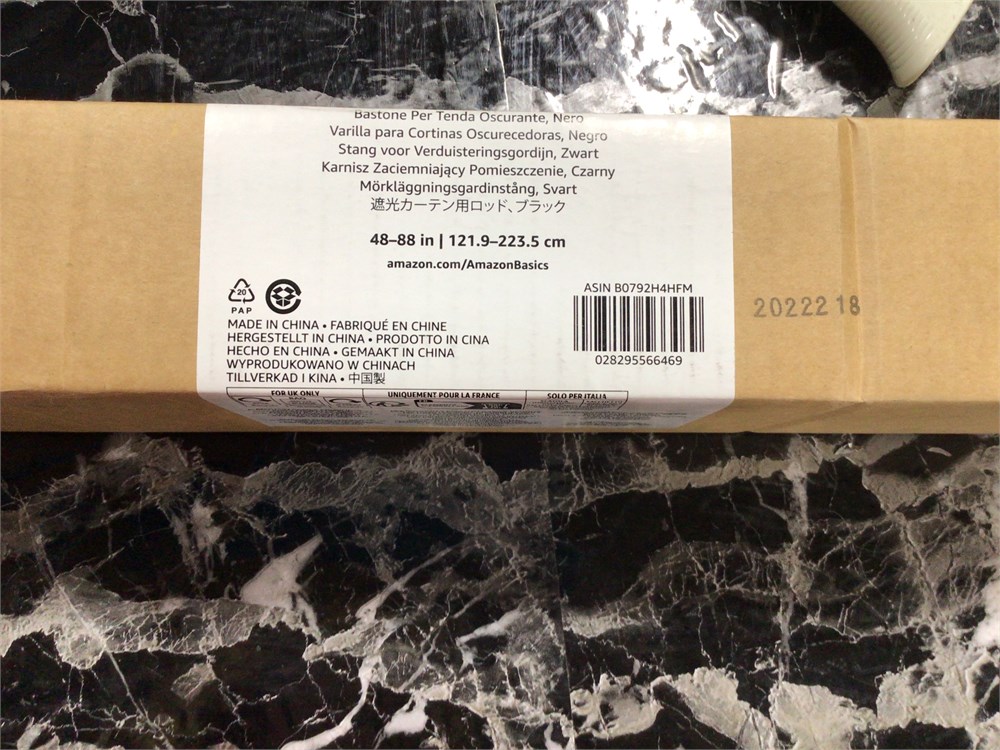 Bastone Per Tenda Oscurante, Nero
Varilla para Cortinas Oscurecedoras, Negro
Stang voor Verduisteringsgordijn, Zwart
Karnisz Zaciemniający Pomieszczenie, Czarny
Mörkläggningsgardinstång, Svart
遮光カーテン用ロッド、ブラック
48–88 in | 121.9–223.5 cm
amazon.com/AmazonBasics
20
PAP
ASIN B0792H4HFM
028295566469
MADE IN CHINA • FABRIQUÉ EN CHINE
HERGESTELLT IN CHINA • PRODOTTO IN CINA
HECHO EN CHINA • GEMAAKT IN CHINA
WYPRODUKOWANO W CHINACH
TILLVERKAD I KINA • 中国製
FOR UK ONLY
UNIQUEMENT POUR LA FRANCE
SOLO PER ITALIA
20222 18